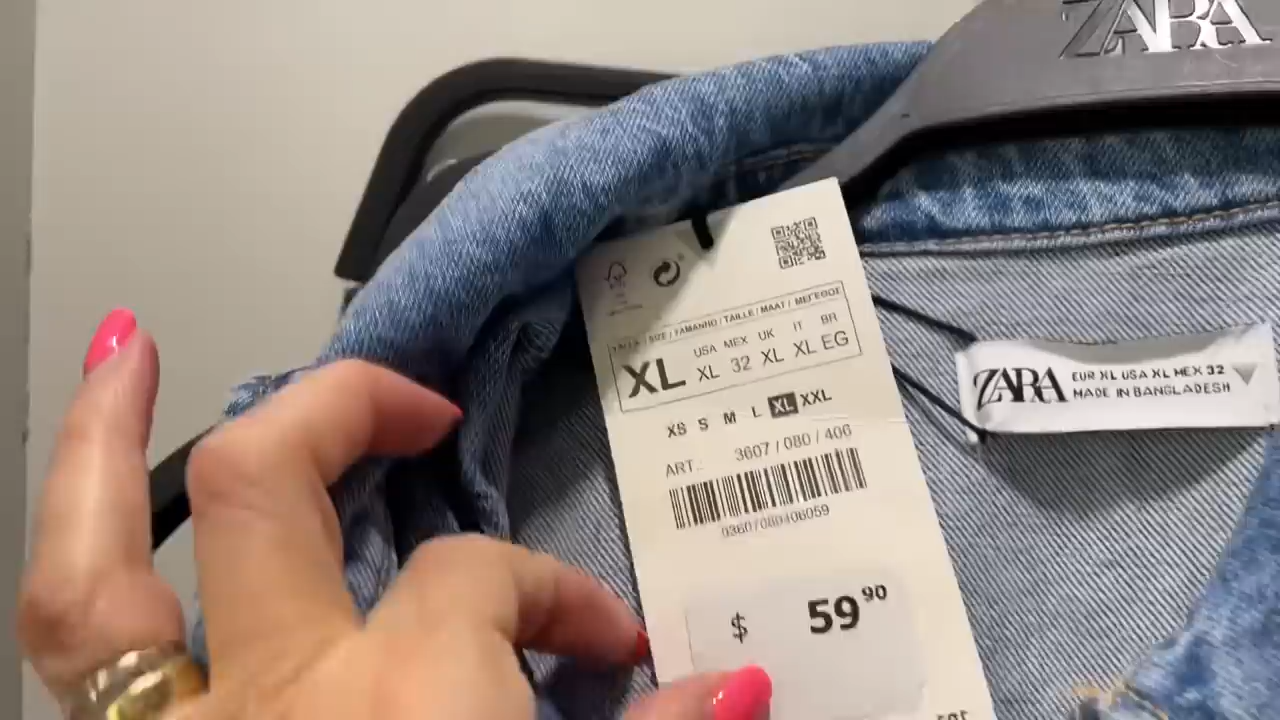 ZARA
TALLA / SIZE / TAMANHO / TAILLE / MAAT / ΜΕΓΕΘΟΣ
XL
USA MEX UK IT BR
XL 32 XL XL EG
XS S M L XL XXL
ART.: 3607 / 080 / 406
0360/080406059
$ 59 90
ZARA
EUR XL USA XL MEX 32
MADE IN BANGLADESH